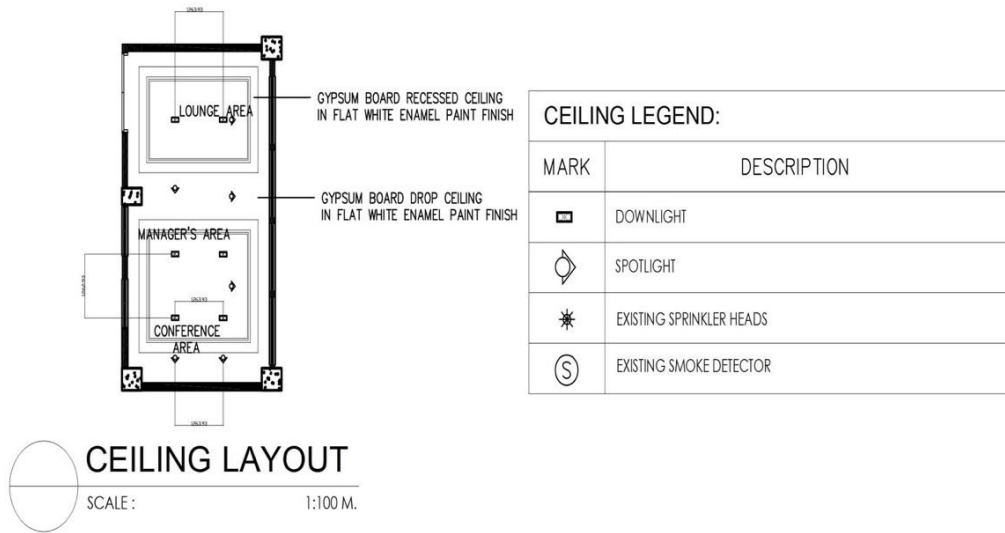 LOUNGE AREA
GYPSUM BOARD RECESSED CEILING
IN FLAT WHITE ENAMEL PAINT FINISH
GYPSUM BOARD DROP CEILING
IN FLAT WHITE ENAMEL PAINT FINISH
MANAGER'S AREA
CONFERENCE
AREA
CEILING LAYOUT
SCALE : 1:100 M.
CEILING LEGEND:
MARK DESCRIPTION
DOWNLIGHT
SPOTLIGHT
EXISTING SPRINKLER HEADS
S EXISTING SMOKE DETECTOR